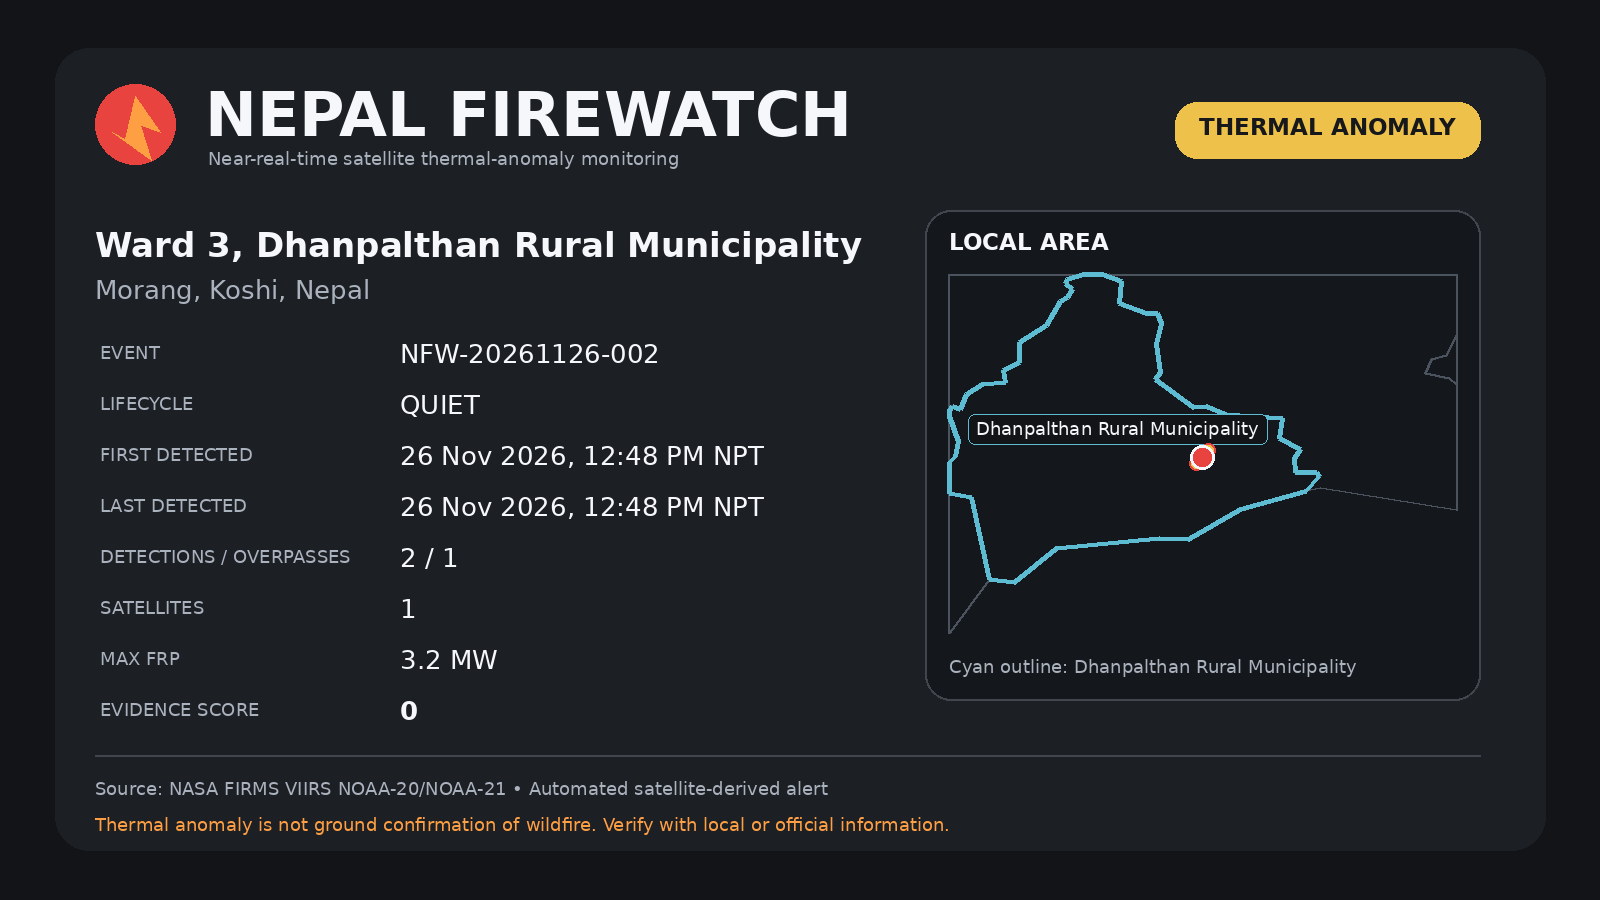 NEPAL FIREWATCH
Near-real-time satellite thermal-anomaly monitoring
THERMAL ANOMALY
Ward 3, Dhanpalthan Rural Municipality
Morang, Koshi, Nepal
EVENT NFW-20261126-002
LIFECYCLE QUIET
FIRST DETECTED 26 Nov 2026, 12:48 PM NPT
LAST DETECTED 26 Nov 2026, 12:48 PM NPT
DETECTIONS / OVERPASSES 2 / 1
SATELLITES 1
MAX FRP 3.2 MW
EVIDENCE SCORE 0
LOCAL AREA
Dhanpalthan Rural Municipality
Cyan outline: Dhanpalthan Rural Municipality
Source: NASA FIRMS VIIRS NOAA-20/NOAA-21 • Automated satellite-derived alert
Thermal anomaly is not ground confirmation of wildfire. Verify with local or official information.